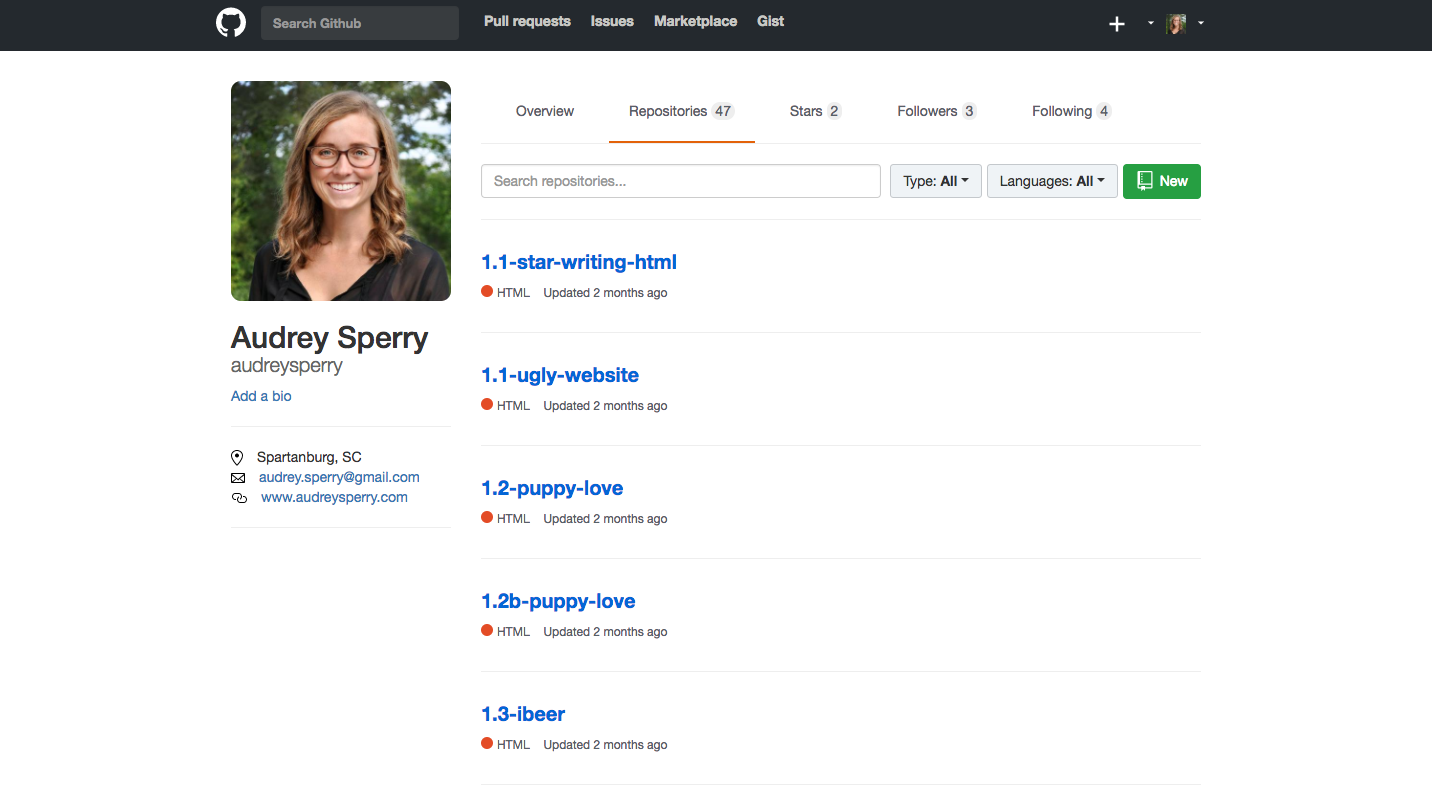 Search Github Pull requests Issues Marketplace Gist
Overview Repositories 47 Stars 2 Followers 3 Following 4
Search repositories... Type: All Languages: All New
Audrey Sperry
audreysperry
Add a bio
Spartanburg, SC
audrey.sperry@gmail.com
www.audreysperry.com
1.1-star-writing-html
HTML Updated 2 months ago
1.1-ugly-website
HTML Updated 2 months ago
1.2-puppy-love
HTML Updated 2 months ago
1.2b-puppy-love
HTML Updated 2 months ago
1.3-ibeer
HTML Updated 2 months ago